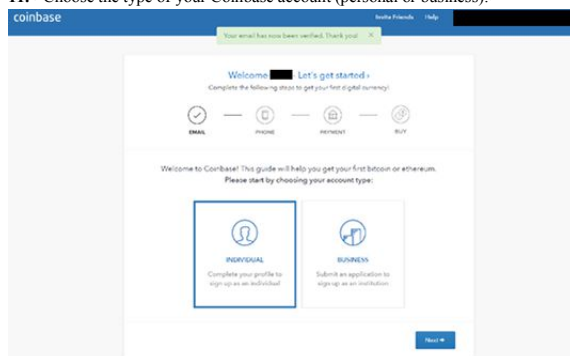 11. Choose the type of your Coinbase account (personal or business).
coinbase
Invite Friends Help
Your email has now been verified. Thank you! ×
Welcome Let's get started ›
Complete the following steps to get your first digital currency:
EMAIL PHONE PAYMENT BUY
Welcome to Coinbase! This guide will help you get your first bitcoin or ethereum.
Please start by choosing your account type:
INDIVIDUAL
Complete your profile to
sign up as an individual
BUSINESS
Submit an application to
sign up as an institution
Next